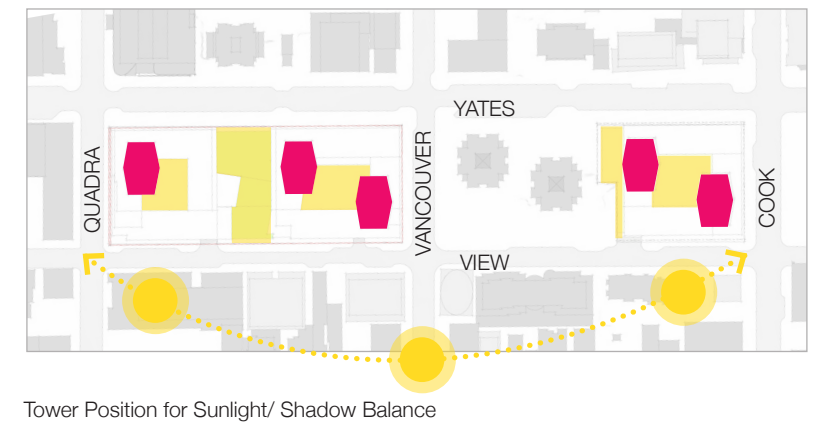 YATES
QUADRA
VANCOUVER
COOK
VIEW
Tower Position for Sunlight/ Shadow Balance